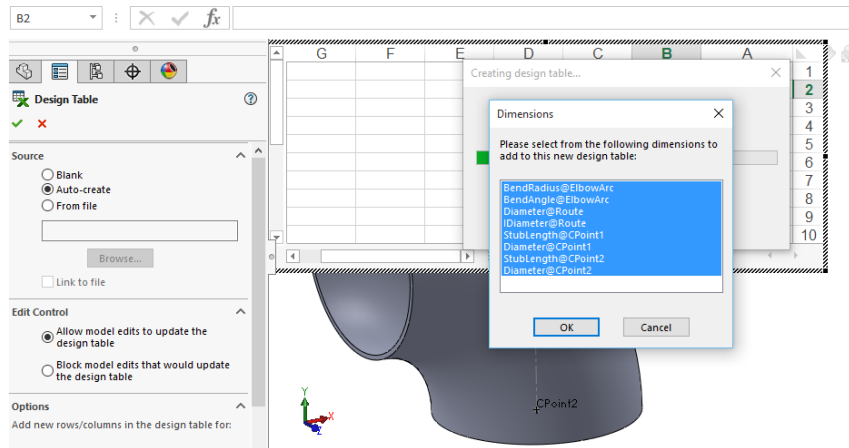 B2
fx
G F E D C B A
Creating design table...
1
2
3
4
5
6
7
8
9
10
Design Table
Source
Blank
Auto-create
From file
Browse...
Link to file
Edit Control
Allow model edits to update the
design table
Block model edits that would update
the design table
Options
Add new rows/columns in the design table for:
Dimensions
Please select from the following dimensions to
add to this new design table:
BendRadius@ElbowArc
BendAngle@ElbowArc
Diameter@Route
IDiameter@Route
StubLength@CPoint1
Diameter@CPoint1
StubLength@CPoint2
Diameter@CPoint2
OK
Cancel
CPoint2
Y
X
Z